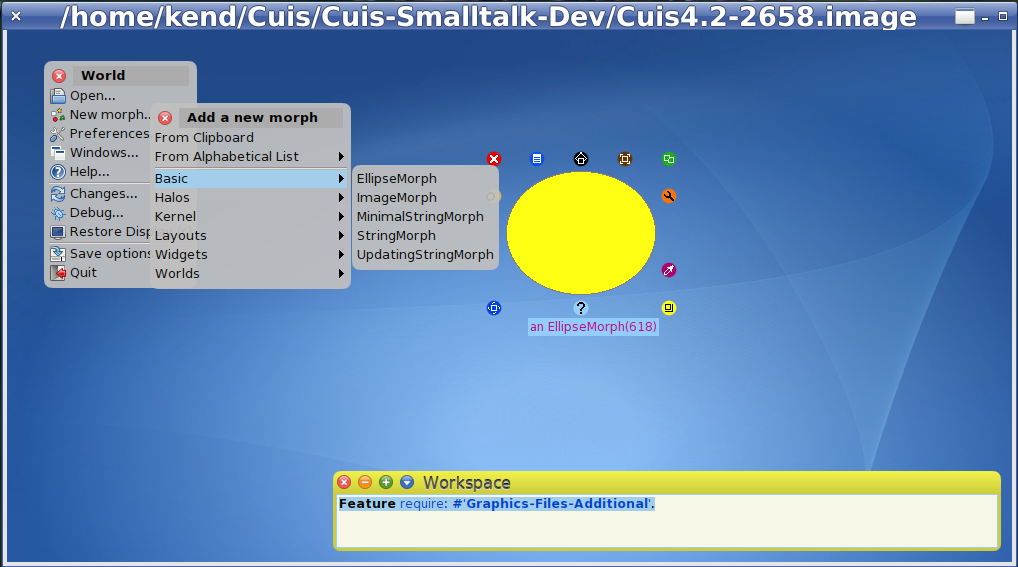 /home/kend/Cuis/Cuis-Smalltalk-Dev/Cuis4.2-2658.image
World
Open...
New morph..
Preferences
Windows...
Help...
Changes...
Debug...
Restore Disp
Save options
Quit
Add a new morph
From Clipboard
From Alphabetical List
Basic
Halos
Kernel
Layouts
Widgets
Worlds
EllipseMorph
ImageMorph
MinimalStringMorph
StringMorph
UpdatingStringMorph
?
an EllipseMorph(618)
Workspace
Feature require: #'Graphics-Files-Additional'.